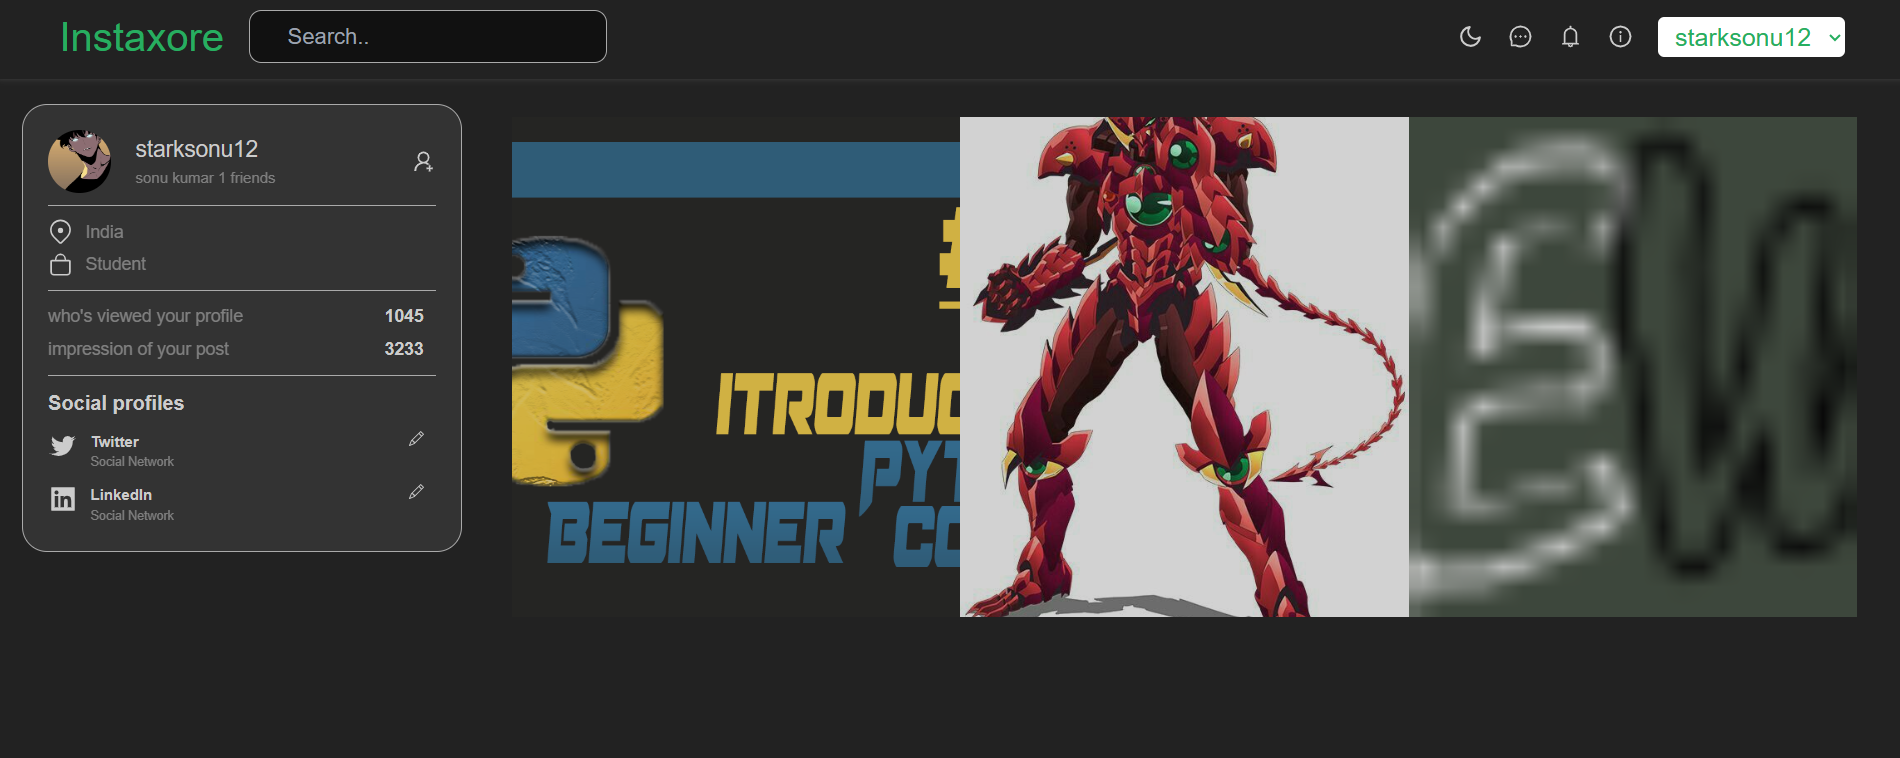 Instaxore
Search..
starksonu12
starksonu12
sonu kumar 1 friends
India
Student
who's viewed your profile 1045
impression of your post 3233
Social profiles
Twitter
Social Network
LinkedIn
Social Network
ITRODUC
PYT
BEGINNER CO